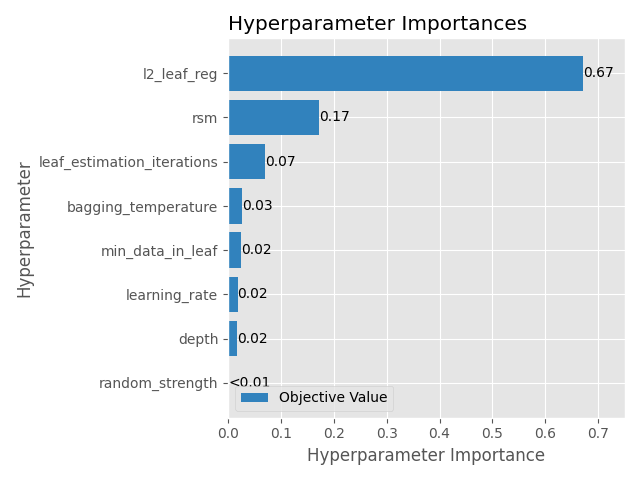 Hyperparameter Importances
Hyperparameter
l2_leaf_reg 0.67
rsm 0.17
leaf_estimation_iterations 0.07
bagging_temperature 0.03
min_data_in_leaf 0.02
learning_rate 0.02
depth 0.02
random_strength <0.01
Objective Value
0.0 0.1 0.2 0.3 0.4 0.5 0.6 0.7
Hyperparameter Importance